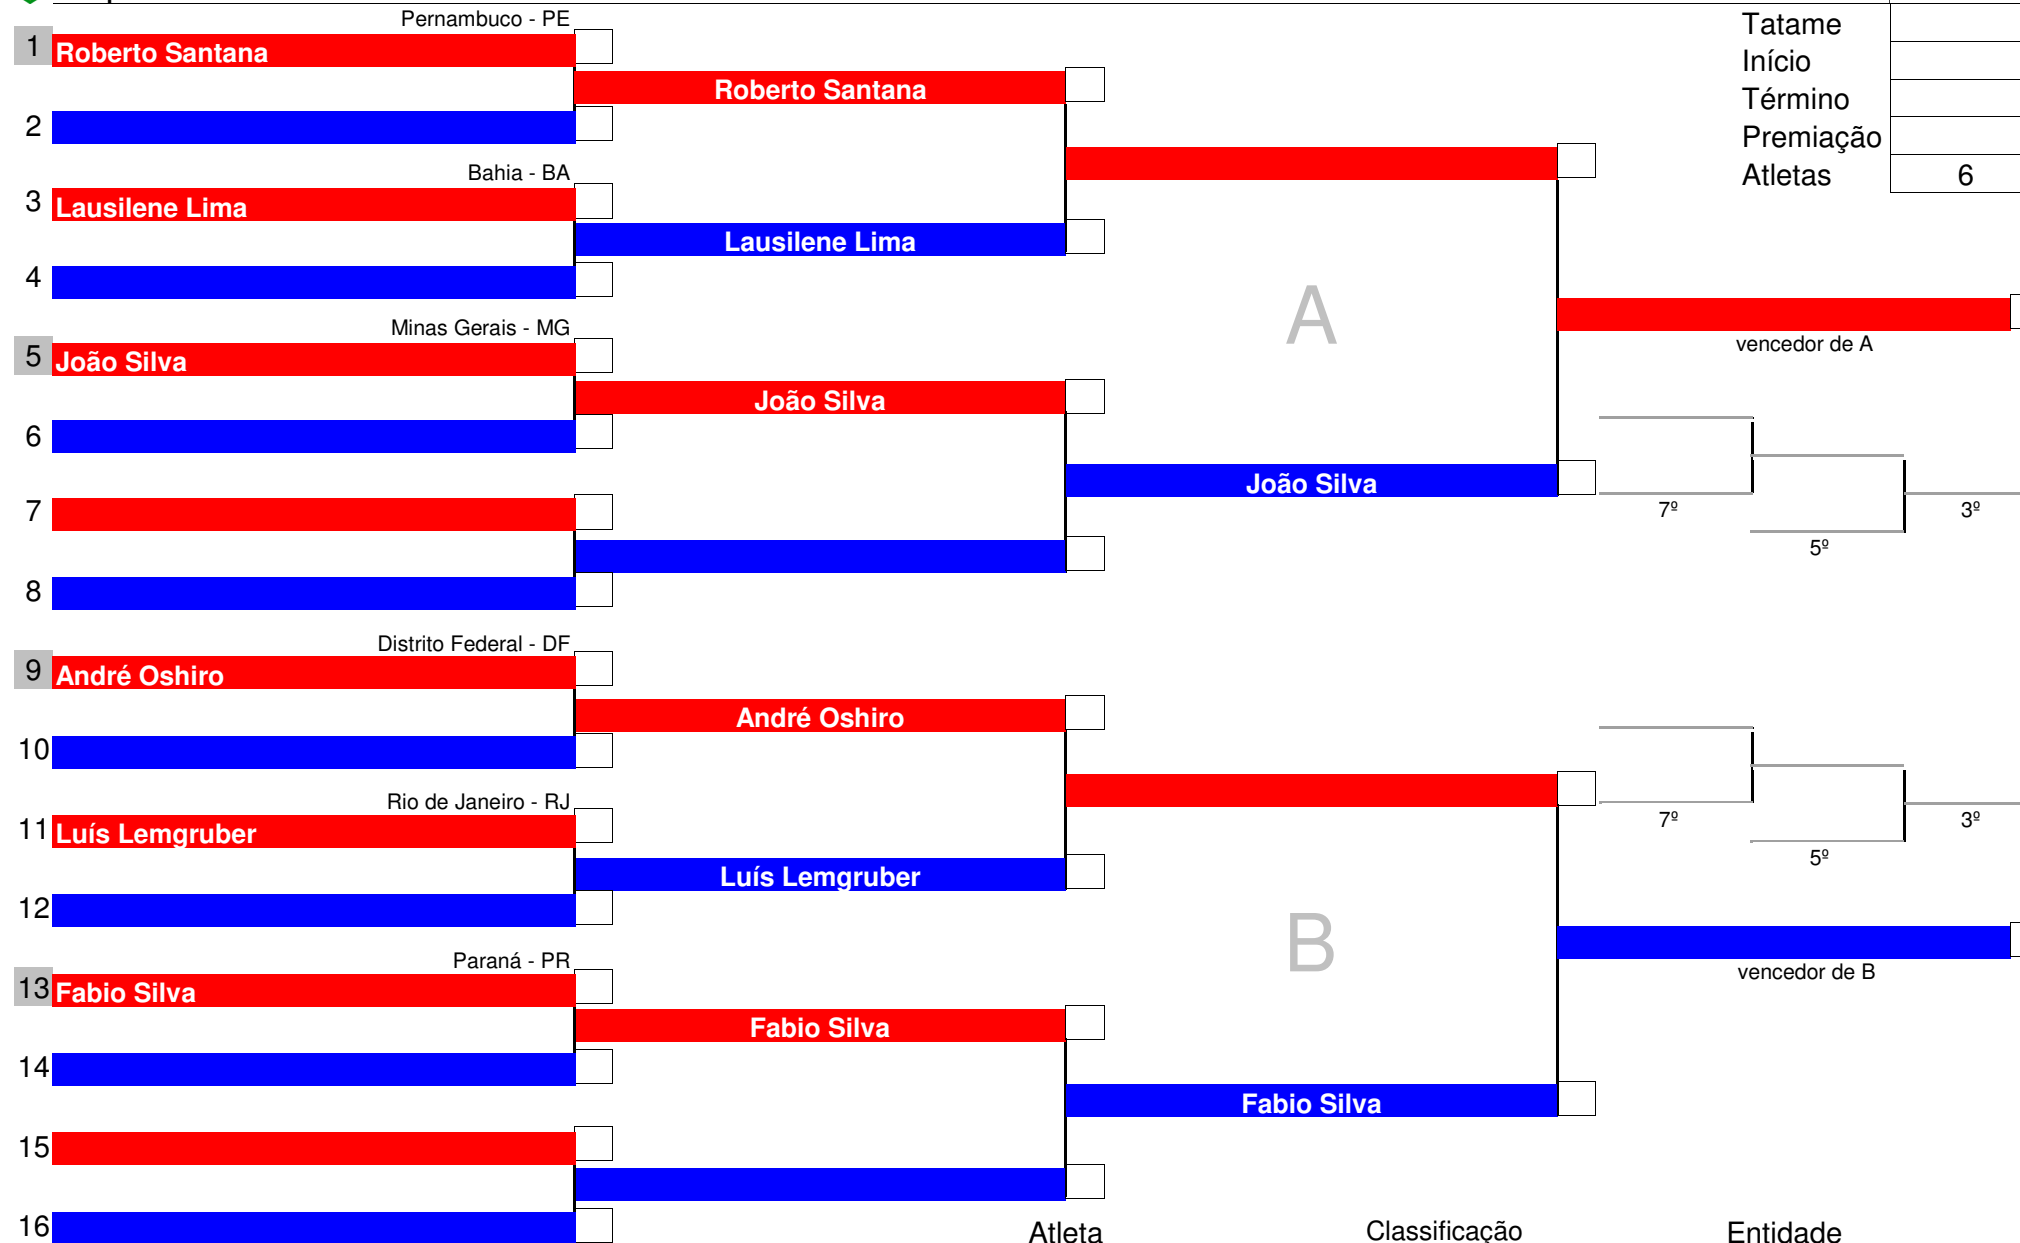 Pernambuco - PE
Tatame
1 Roberto Santana
Início
Roberto Santana
Término
2
Premiação
Bahia - BA
Atletas 6
3 Lausilene Lima
Lausilene Lima
4
A
Minas Gerais - MG
vencedor de A
5 João Silva
João Silva
6
João Silva
7
7º 3º
5º
8
Distrito Federal - DF
9 André Oshiro
André Oshiro
10
Rio de Janeiro - RJ
7º 3º
11 Luís Lemgruber
5º
Luís Lemgruber
12
B
Paraná - PR
vencedor de B
13 Fabio Silva
Fabio Silva
14
Fabio Silva
15
16
Atleta Classificação Entidade